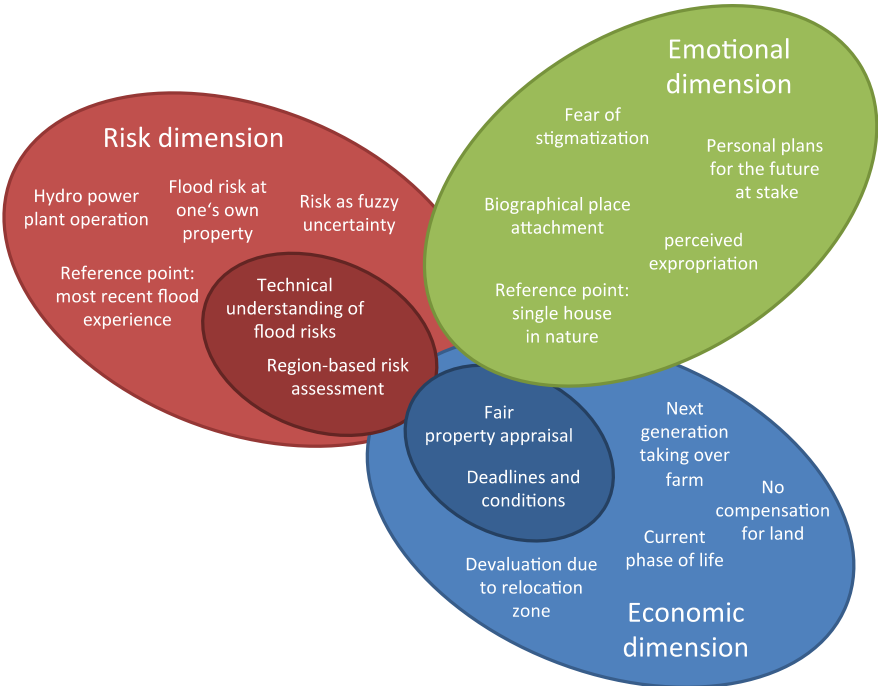 Risk dimension
Hydro power
plant operation
Flood risk at
one‘s own
property
Risk as fuzzy
uncertainty
Reference point:
most recent flood
experience
Technical
understanding of
flood risks
Region-based risk
assessment
Emotional
dimension
Fear of
stigmatization
Personal plans
for the future
at stake
Biographical place
attachment
perceived
expropriation
Reference point:
single house
in nature
Fair
property appraisal
Deadlines and
conditions
Next
generation
taking over
farm
No
compensation
for land
Current
phase of life
Devaluation due
to relocation
zone
Economic
dimension